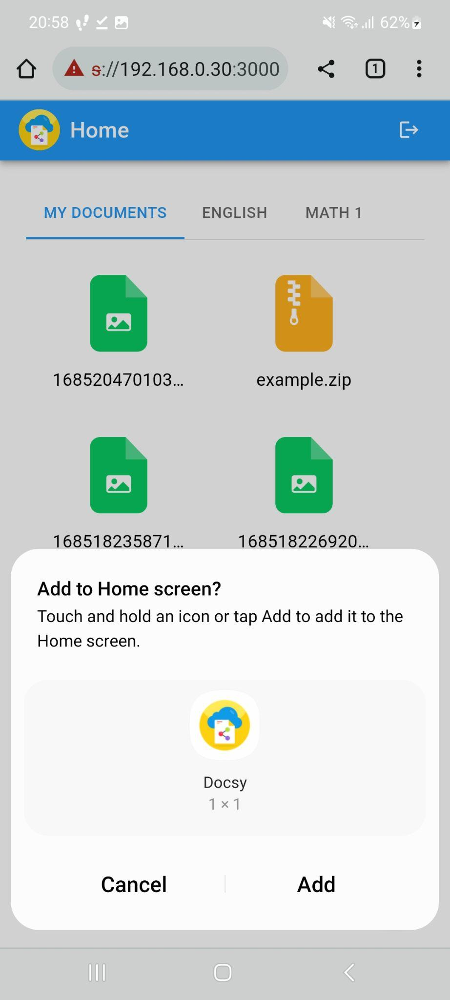 20:58 62%
s://192.168.0.30:3000
1
Home
MY DOCUMENTS ENGLISH MATH 1
168520470103... example.zip
168518235871... 168518226920...
Add to Home screen?
Touch and hold an icon or tap Add to add it to the
Home screen.
Docsy
1 × 1
Cancel Add